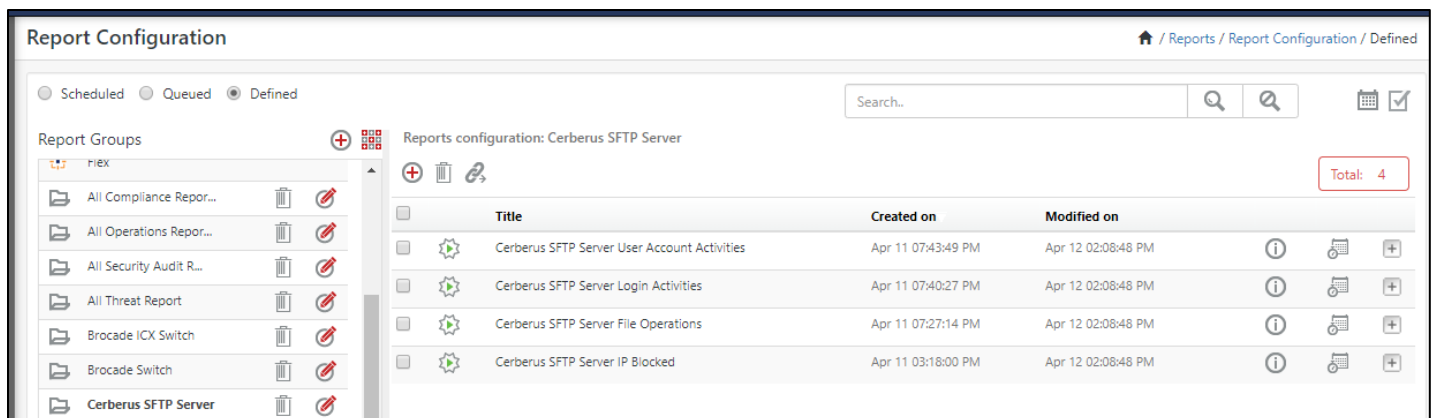 Report Configuration
/ Reports / Report Configuration / Defined
Scheduled Queued Defined
Search..
Report Groups
Reports configuration: Cerberus SFTP Server
Flex
Total: 4
All Compliance Repor...
All Operations Repor...
All Security Audit R...
All Threat Report
Brocade ICX Switch
Brocade Switch
Cerberus SFTP Server
Title Created on Modified on
Cerberus SFTP Server User Account Activities Apr 11 07:43:49 PM Apr 12 02:08:48 PM
Cerberus SFTP Server Login Activities Apr 11 07:40:27 PM Apr 12 02:08:48 PM
Cerberus SFTP Server File Operations Apr 11 07:27:14 PM Apr 12 02:08:48 PM
Cerberus SFTP Server IP Blocked Apr 11 03:18:00 PM Apr 12 02:08:48 PM